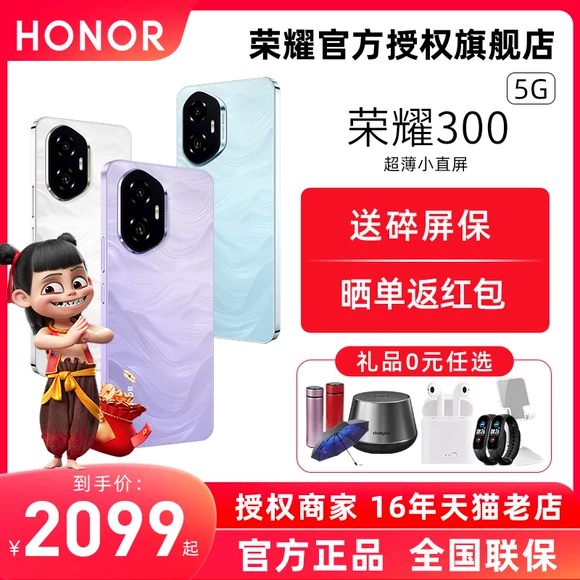 HONOR
荣耀官方授权旗舰店
5G
荣耀300
超薄小直屏
送碎屏保
晒单返红包
礼品0元任选
thinkplus
到手价:
¥2099起
授权商家 16年天猫老店
官方正品 全国联保